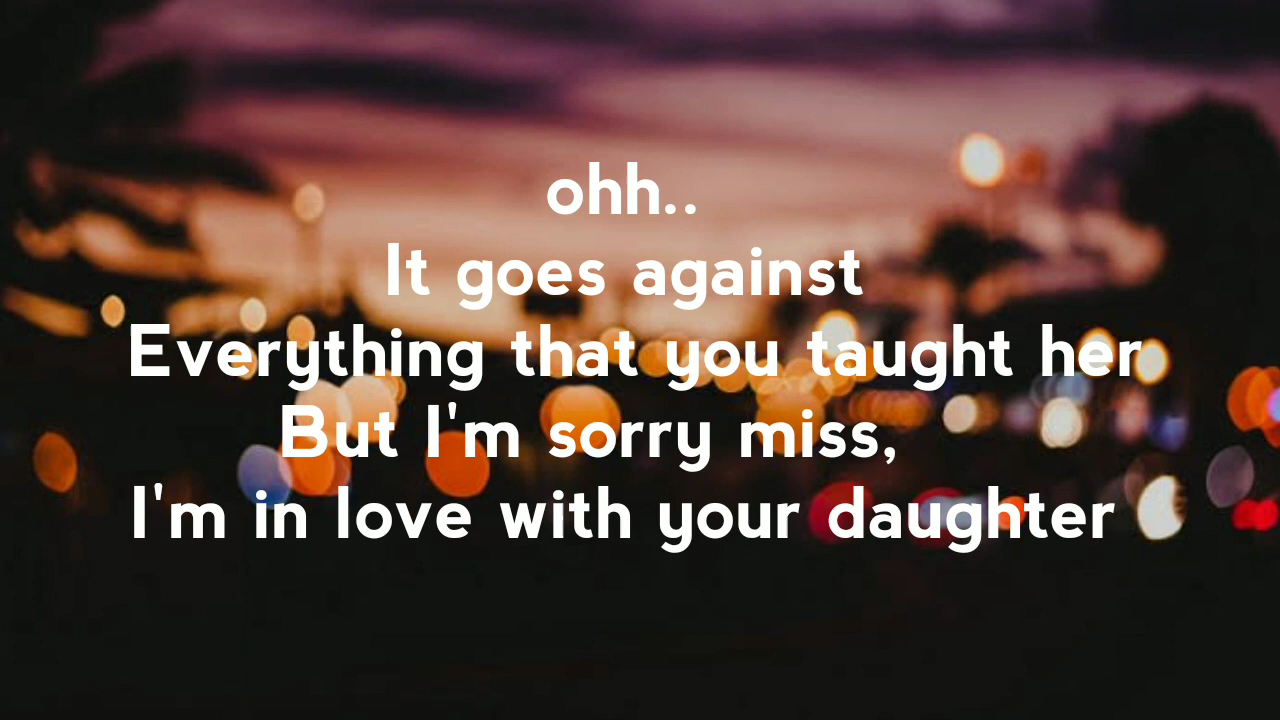 ohh..
It goes against
Everything that you taught her
But I'm sorry miss,
I'm in love with your daughter